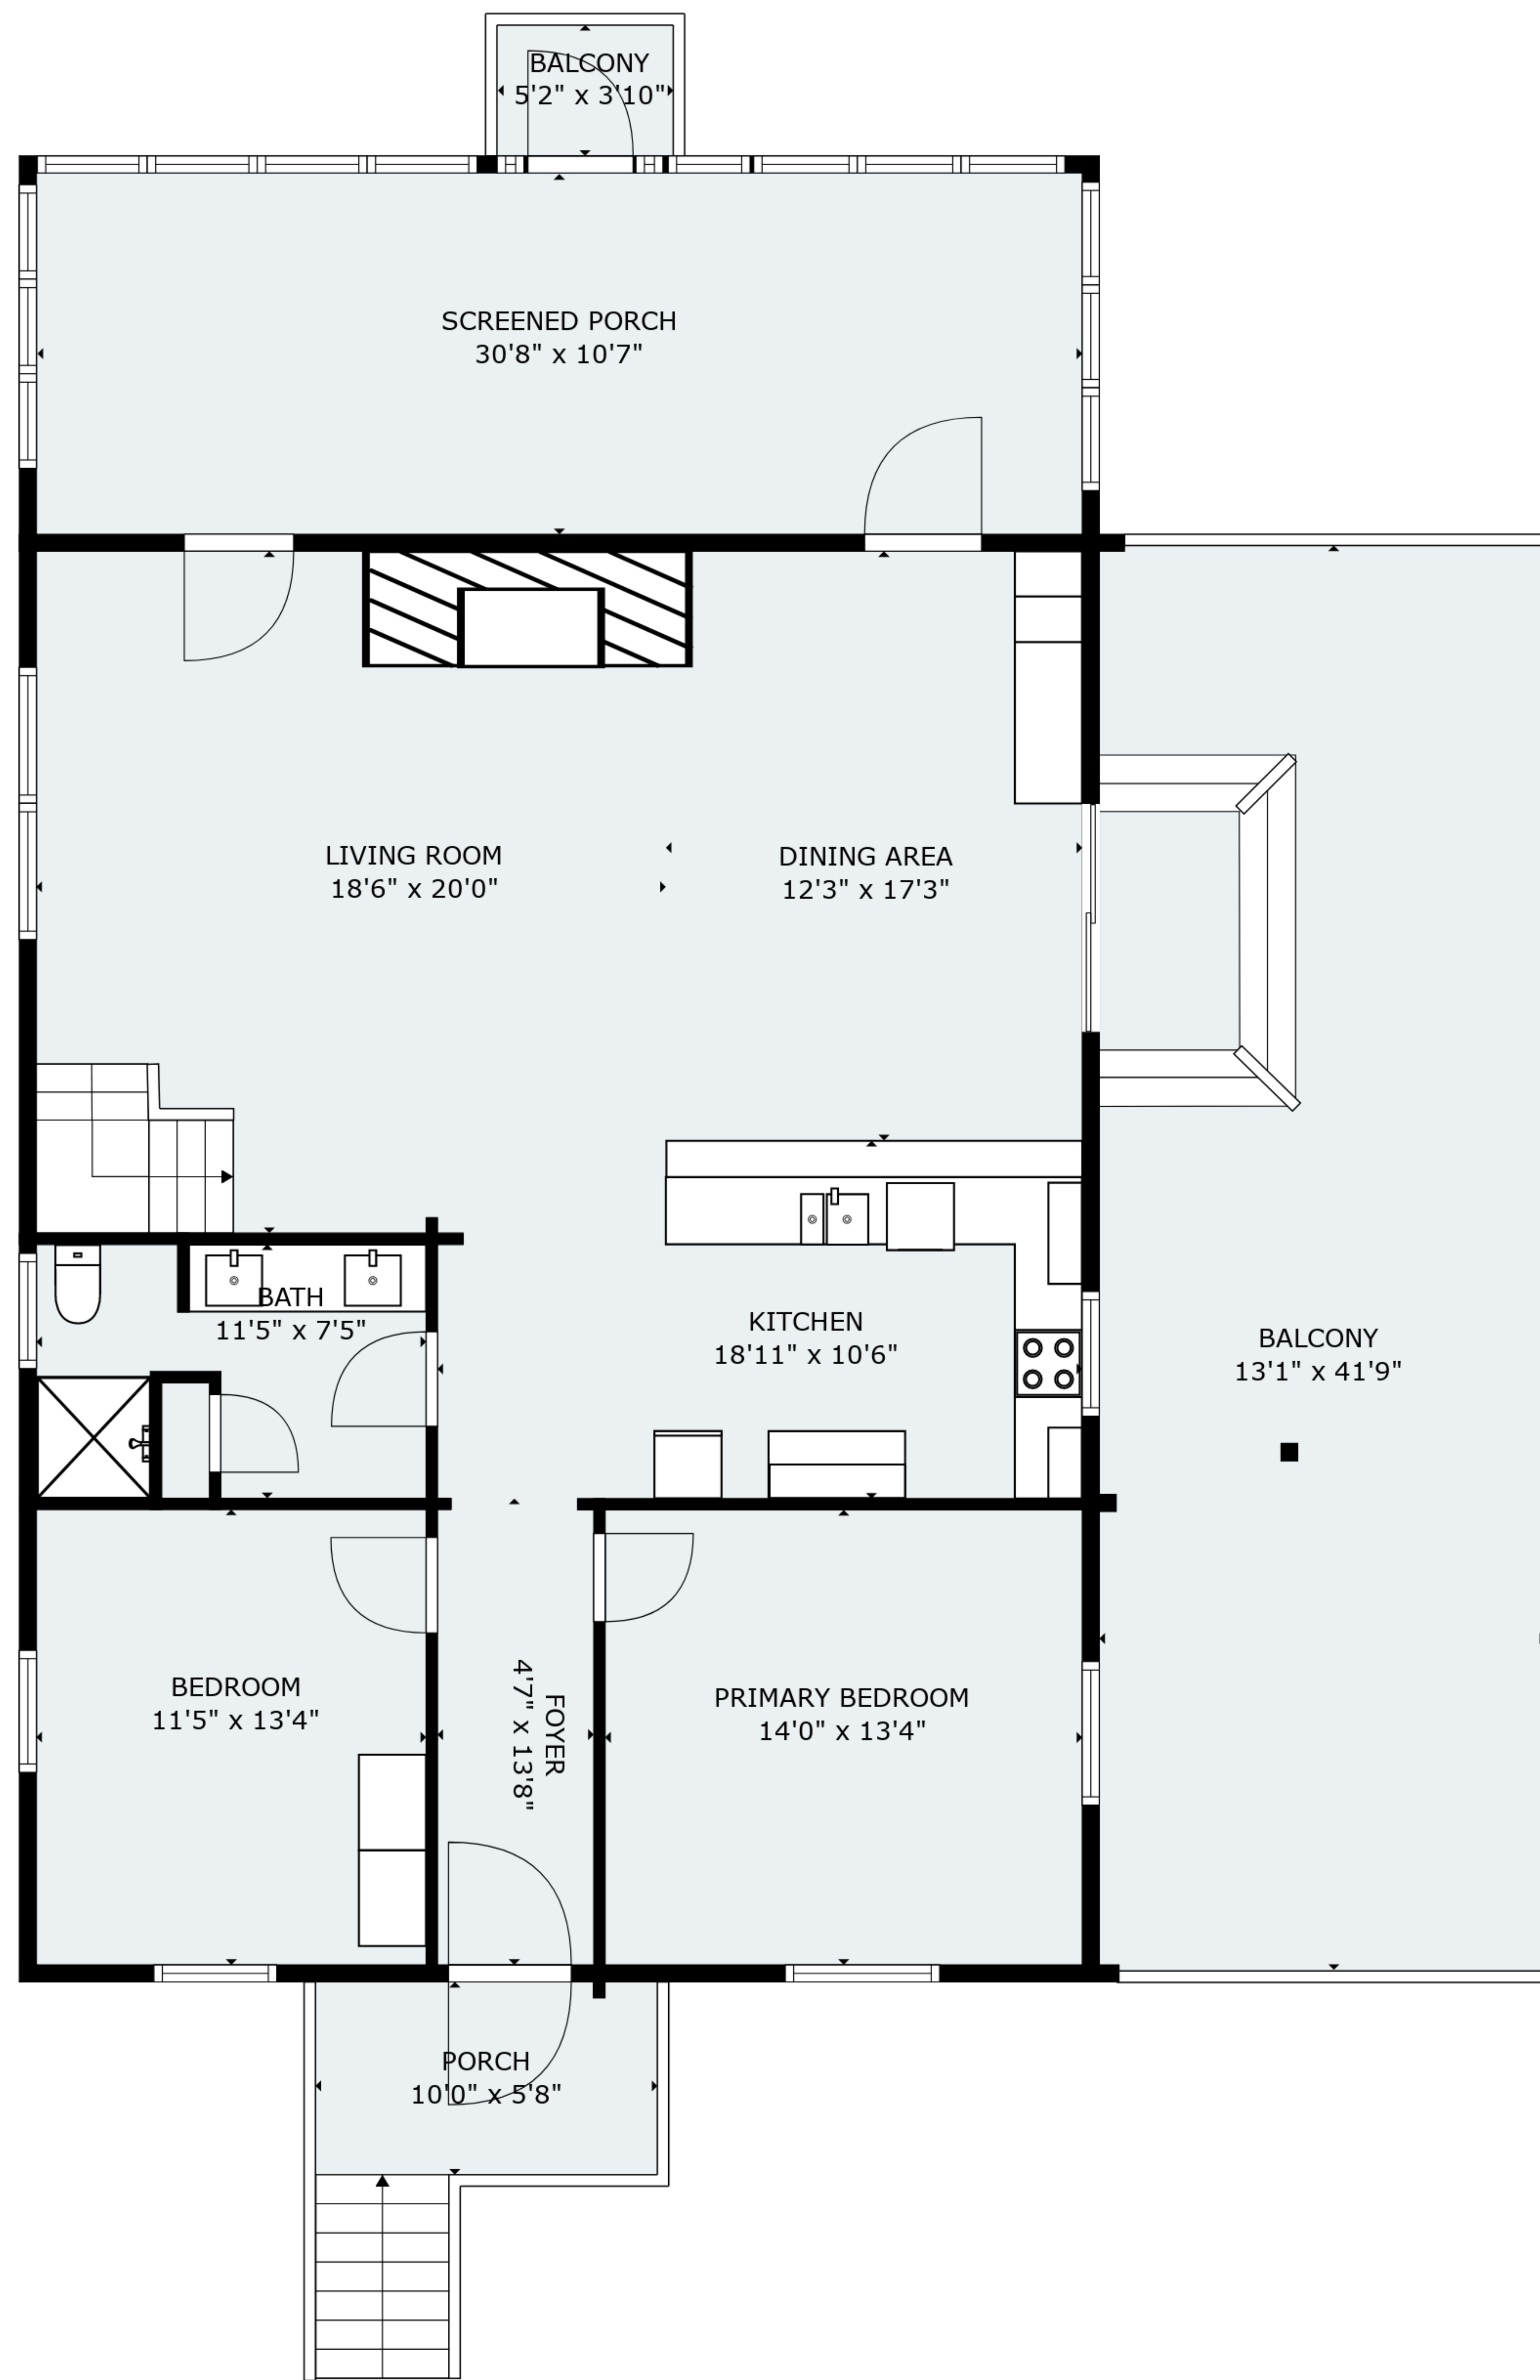 BALCONY
5'2" x 3'10"
SCREENED PORCH
30'8" x 10'7"
LIVING ROOM
18'6" x 20'0"
DINING AREA
12'3" x 17'3"
BATH
11'5" x 7'5"
KITCHEN
18'11" x 10'6"
BALCONY
13'1" x 41'9"
BEDROOM
11'5" x 13'4"
FOYER
4'7" x 13'8"
PRIMARY BEDROOM
14'0" x 13'4"
PORCH
10'0" x 5'8"